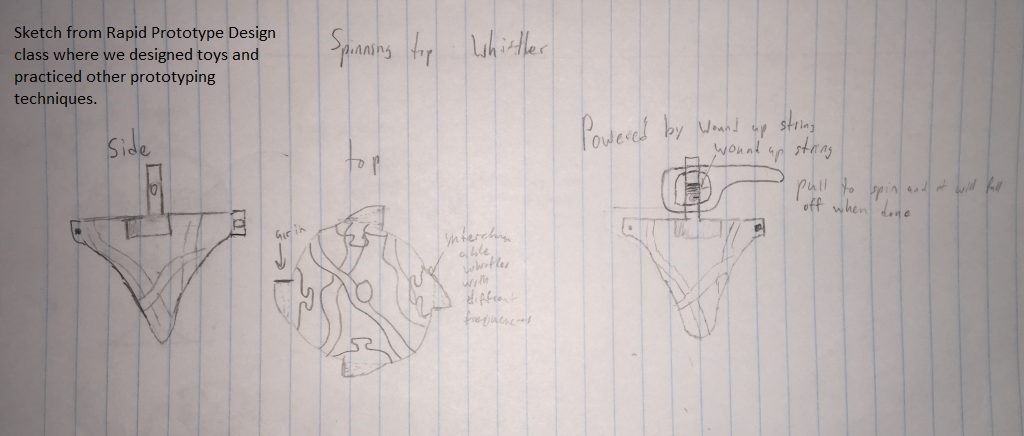 Sketch from Rapid Prototype Design
class where we designed toys and
practiced other prototyping
techniques.
Spinning top Whistler
Side
top
air in
interchan
able
whistles
with
different
frequencies
Powered by wound up string
wound up string
pull to spin and it will fall
off when done